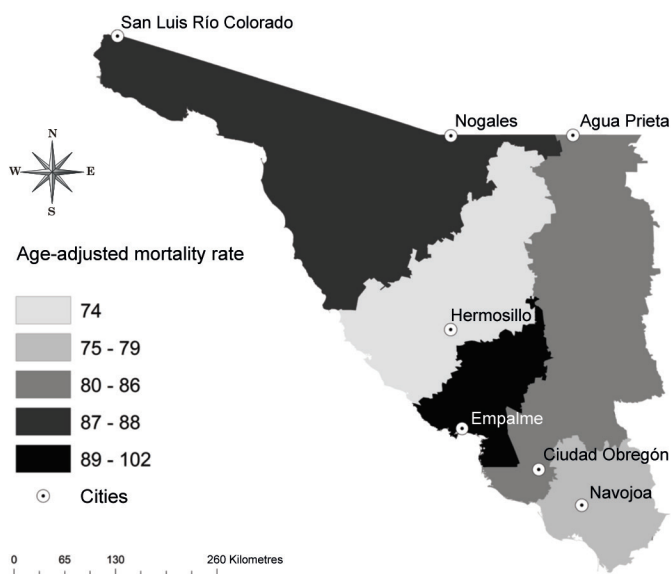 San Luis Río Colorado
Nogales
Agua Prieta
N
W E
S
Age-adjusted mortality rate
74
75 - 79
80 - 86
87 - 88
89 - 102
Cities
Hermosillo
Empalme
Ciudad Obregón
Navojoa
0 65 130 260 Kilometres